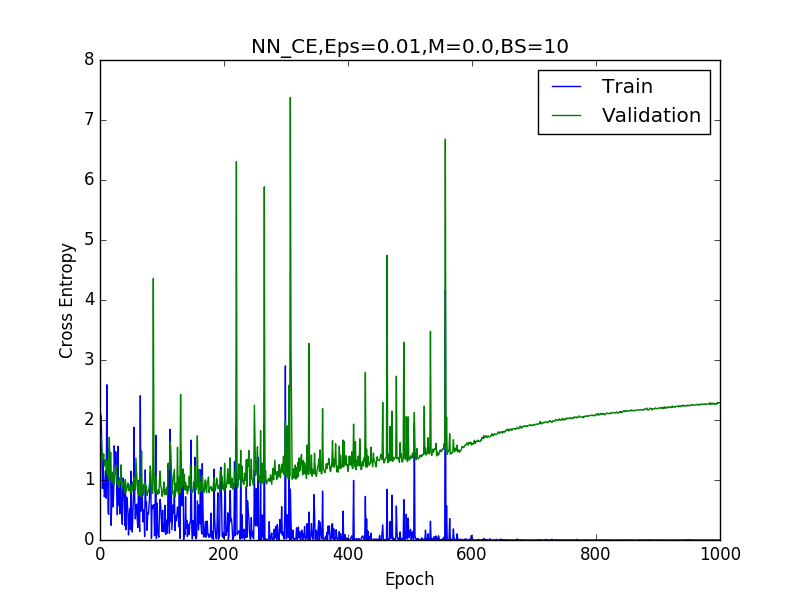 NN_CE,Eps=0.01,M=0.0,BS=10
8
7
6
5
4
3
2
1
0
Cross Entropy
Train
Validation
0 200 400 600 800 1000
Epoch